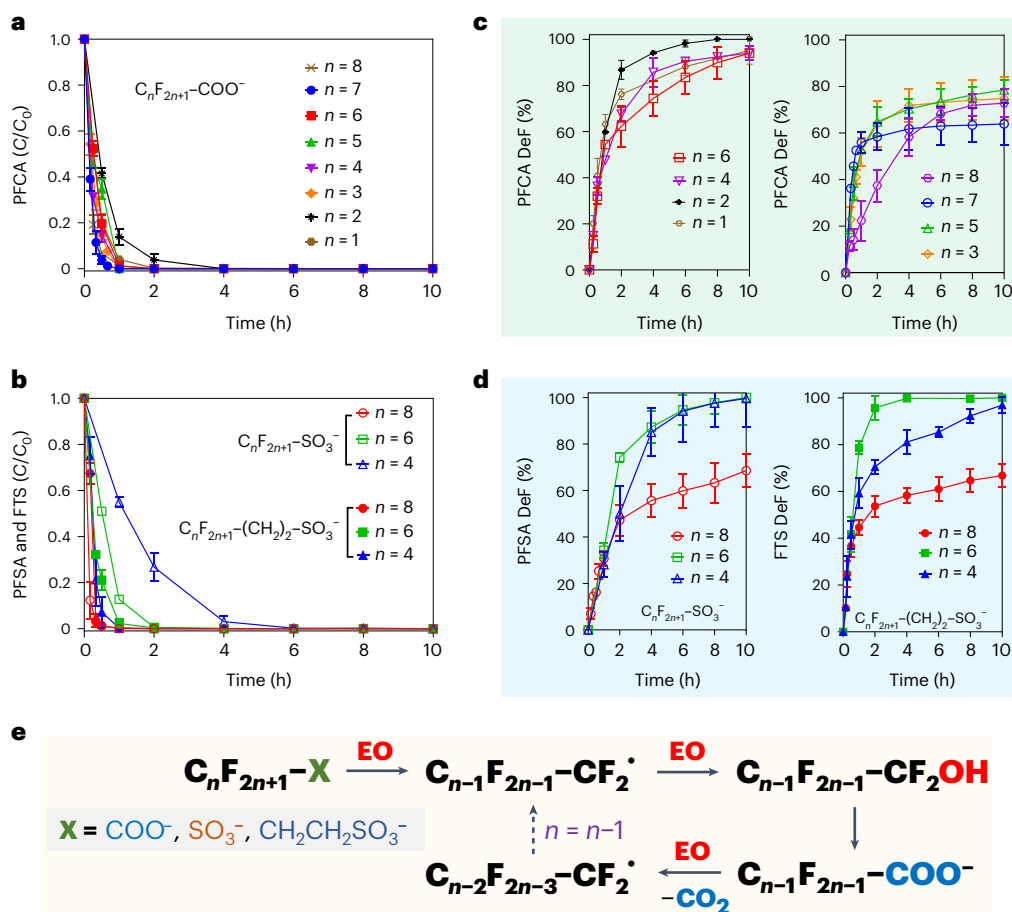 a
PFCA (C/C₀)
1.0
0.8
0.6
0.4
0.2
0
0 2 4 6 8 10
Time (h)
CₙF₂ₙ₊₁–COO⁻
n = 8
n = 7
n = 6
n = 5
n = 4
n = 3
n = 2
n = 1
c
PFCA DeF (%)
100
80
60
40
20
0
0 2 4 6 8 10
Time (h)
n = 6
n = 4
n = 2
n = 1
PFCA DeF (%)
100
80
60
40
20
0
0 2 4 6 8 10
Time (h)
n = 8
n = 7
n = 5
n = 3
b
PFSA and FTS (C/C₀)
1.0
0.8
0.6
0.4
0.2
0
0 2 4 6 8 10
Time (h)
CₙF₂ₙ₊₁–SO₃⁻
n = 8
n = 6
n = 4
CₙF₂ₙ₊₁–(CH₂)₂–SO₃⁻
n = 8
n = 6
n = 4
d
PFSA DeF (%)
100
80
60
40
20
0
0 2 4 6 8 10
Time (h)
n = 8
n = 6
n = 4
CₙF₂ₙ₊₁–SO₃⁻
FTS DeF (%)
100
80
60
40
20
0
0 2 4 6 8 10
Time (h)
n = 8
n = 6
n = 4
CₙF₂ₙ₊₁–(CH₂)₂–SO₃⁻
e
CₙF₂ₙ₊₁–X EO Cₙ₋₁F₂ₙ₋₁–CF₂• EO Cₙ₋₁F₂ₙ₋₁–CF₂OH
X = COO⁻, SO₃⁻, CH₂CH₂SO₃⁻
n = n–1
Cₙ₋₂F₂ₙ₋₃–CF₂• EO –CO₂ Cₙ₋₁F₂ₙ₋₁–COO⁻